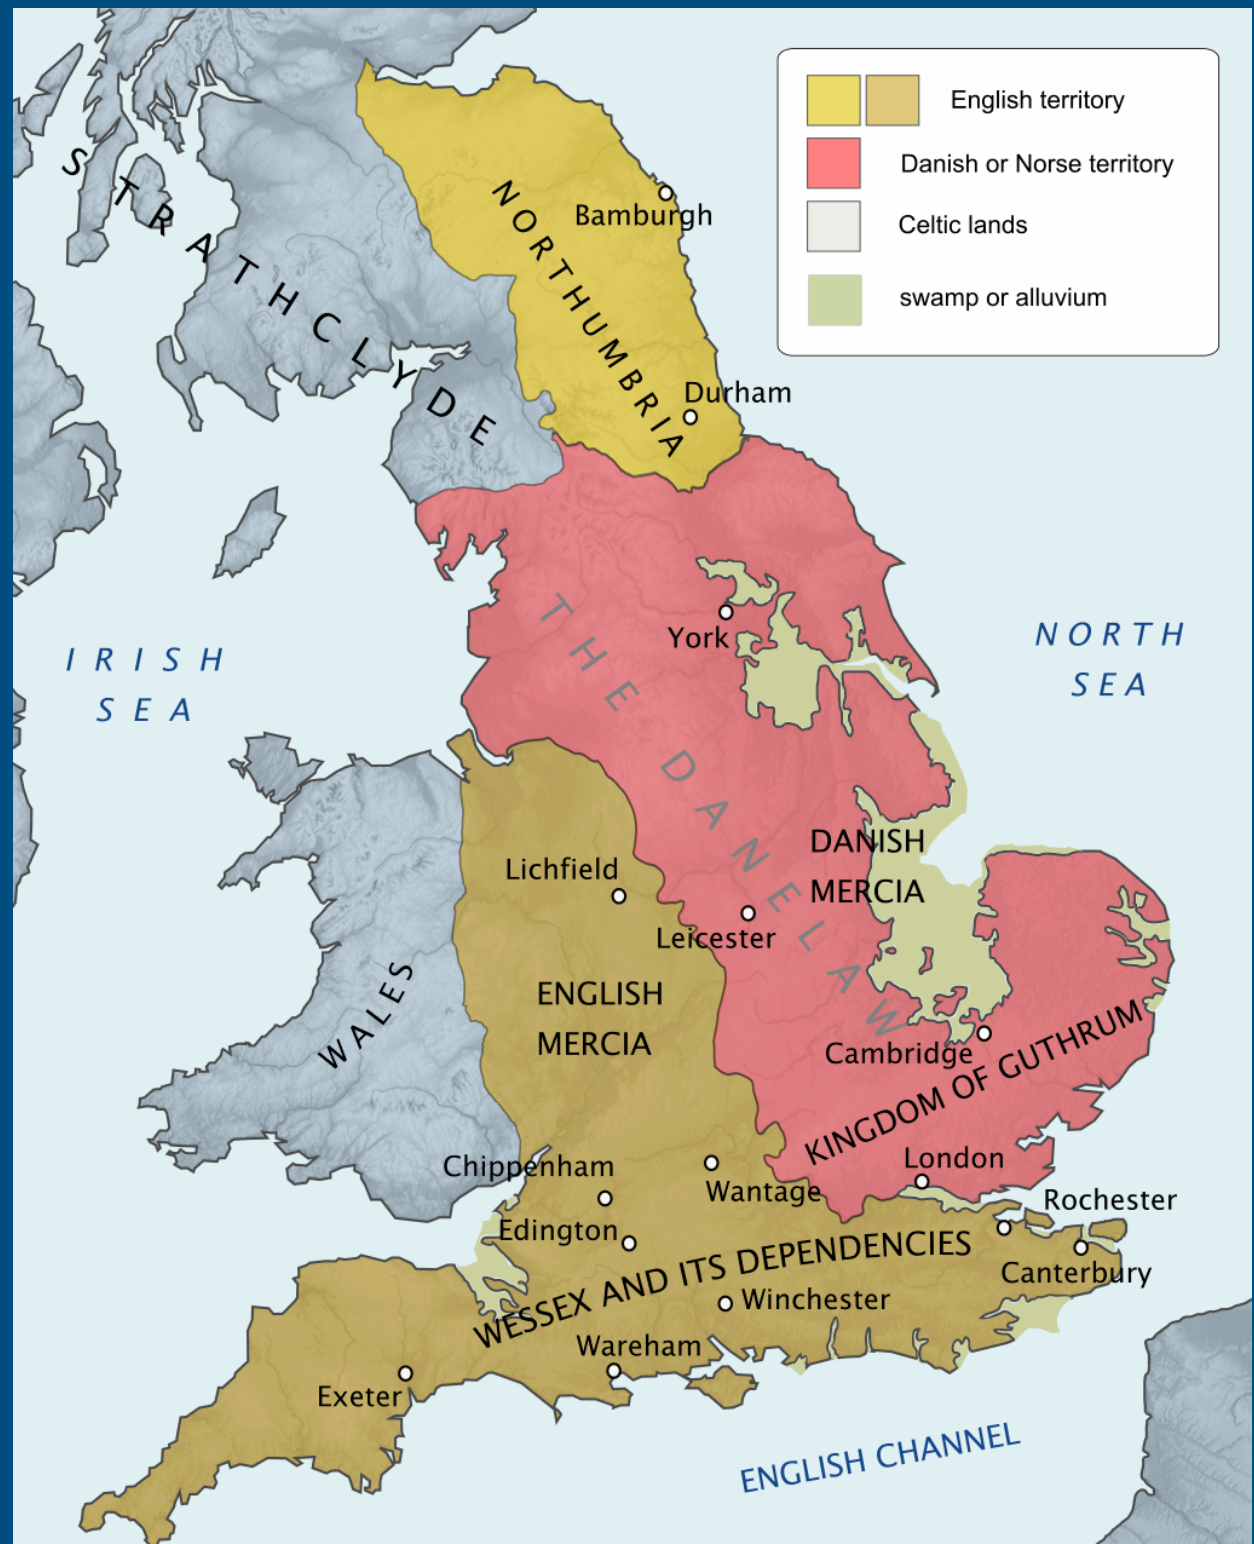 English territory
Danish or Norse territory
Celtic lands
swamp or alluvium
STRATHCLYDE
NORTHUMBRIA
Bamburgh
Durham
IRISH
SEA
NORTH
SEA
York
THE DANELAW
DANISH
MERCIA
Lichfield
Leicester
ENGLISH
MERCIA
WALES
Cambridge
KINGDOM OF GUTHRUM
Chippenham
Wantage
London
Rochester
Edington
WESSEX AND ITS DEPENDENCIES
Canterbury
Winchester
Wareham
Exeter
ENGLISH CHANNEL